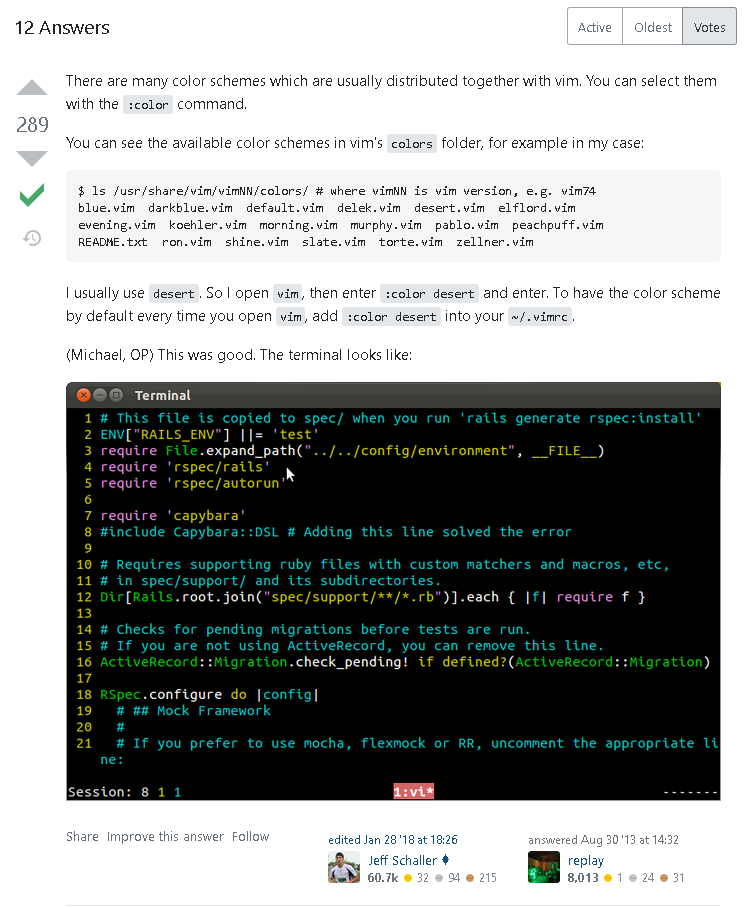 12 Answers
Active Oldest Votes
There are many color schemes which are usually distributed together with vim. You can select them
with the :color command.
289
You can see the available color schemes in vim's colors folder, for example in my case:
$ ls /usr/share/vim/vimNN/colors/ # where vimNN is vim version, e.g. vim74
blue.vim darkblue.vim default.vim delek.vim desert.vim elflord.vim
evening.vim koehler.vim morning.vim murphy.vim pablo.vim peachpuff.vim
README.txt ron.vim shine.vim slate.vim torte.vim zellner.vim
I usually use desert. So I open vim, then enter :color desert and enter. To have the color scheme
by default every time you open vim, add :color desert into your ~/.vimrc.
(Michael, OP) This was good. The terminal looks like:
Terminal
1 # This file is copied to spec/ when you run 'rails generate rspec:install'
2 ENV["RAILS_ENV"] ||= 'test'
3 require File.expand_path("../../config/environment", __FILE__)
4 require 'rspec/rails'
5 require 'rspec/autorun'
6
7 require 'capybara'
8 #include Capybara::DSL # Adding this line solved the error
9
10 # Requires supporting ruby files with custom matchers and macros, etc,
11 # in spec/support/ and its subdirectories.
12 Dir[Rails.root.join("spec/support/**/*.rb")].each { |f| require f }
13
14 # Checks for pending migrations before tests are run.
15 # If you are not using ActiveRecord, you can remove this line.
16 ActiveRecord::Migration.check_pending! if defined?(ActiveRecord::Migration)
17
18 RSpec.configure do |config|
19 # ## Mock Framework
20 #
21 # If you prefer to use mocha, flexmock or RR, uncomment the appropriate li
ne:
Session: 8 1 1 1:vi* -------
Share Improve this answer Follow
edited Jan 28 '18 at 18:26
Jeff Schaller ♦
60.7k 32 94 215
answered Aug 30 '13 at 14:32
replay
8,013 1 24 31